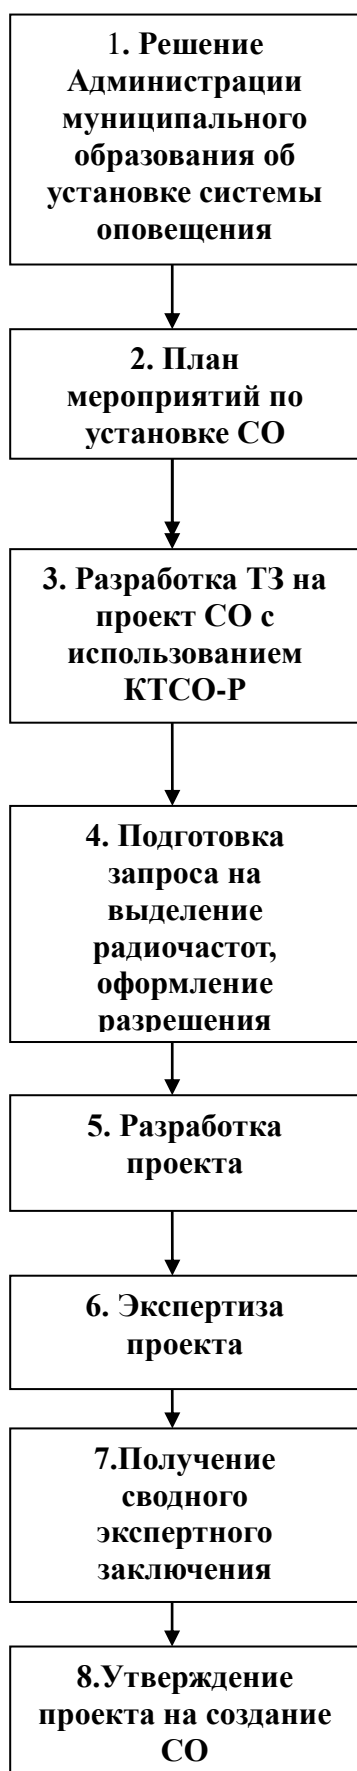 1. Решение
Администрации
муниципального
образования об
установке системы
оповещения
2. План
мероприятий по
установке СО
3. Разработка ТЗ на
проект СО с
использованием
КТСО-Р
4. Подготовка
запроса на
выделение
радиочастот,
оформление
разрешения
5. Разработка
проекта
6. Экспертиза
проекта
7.Получение
сводного
экспертного
заключения
8.Утверждение
проекта на создание
СО